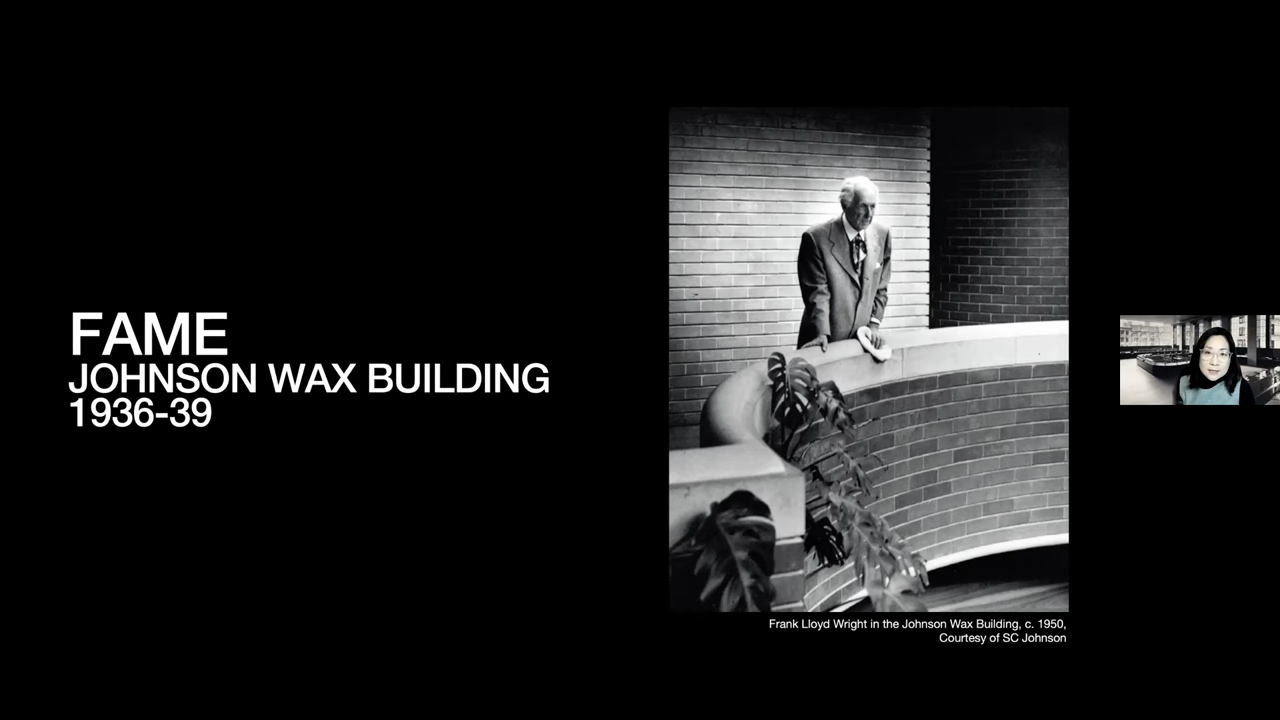 FAME
JOHNSON WAX BUILDING
1936-39
Frank Lloyd Wright in the Johnson Wax Building, c. 1950,
Courtesy of SC Johnson